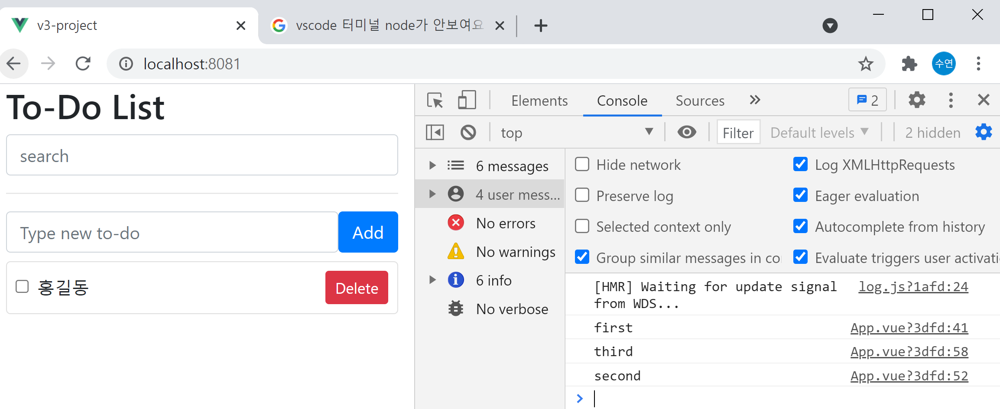 v3-project
vscode 터미널 node가 안보여요
localhost:8081
수연
To-Do List
search
Type new to-do
Add
홍길동
Delete
Elements
Console
Sources
2
top
Filter
Default levels
2 hidden
6 messages
4 user mess...
No errors
No warnings
6 info
No verbose
Hide network
Log XMLHttpRequests
Preserve log
Eager evaluation
Selected context only
Autocomplete from history
Group similar messages in co
Evaluate triggers user activati
[HMR] Waiting for update signal log.js?1afd:24
from WDS...
first App.vue?3dfd:41
third App.vue?3dfd:58
second App.vue?3dfd:52